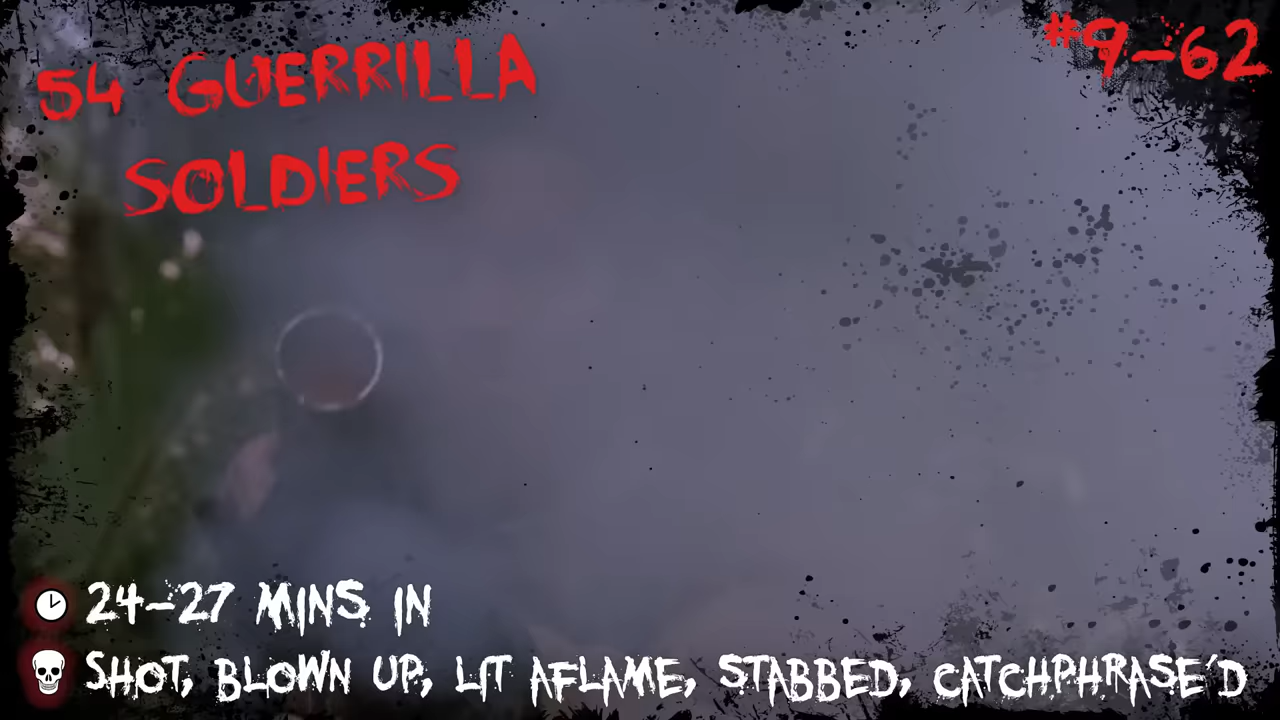 54 GUERRILLA
SOLDIERS
#9-62
24-27 MINS IN
SHOT, BLOWN UP, LIT AFLAME, STABBED, CATCHPHRASE'D